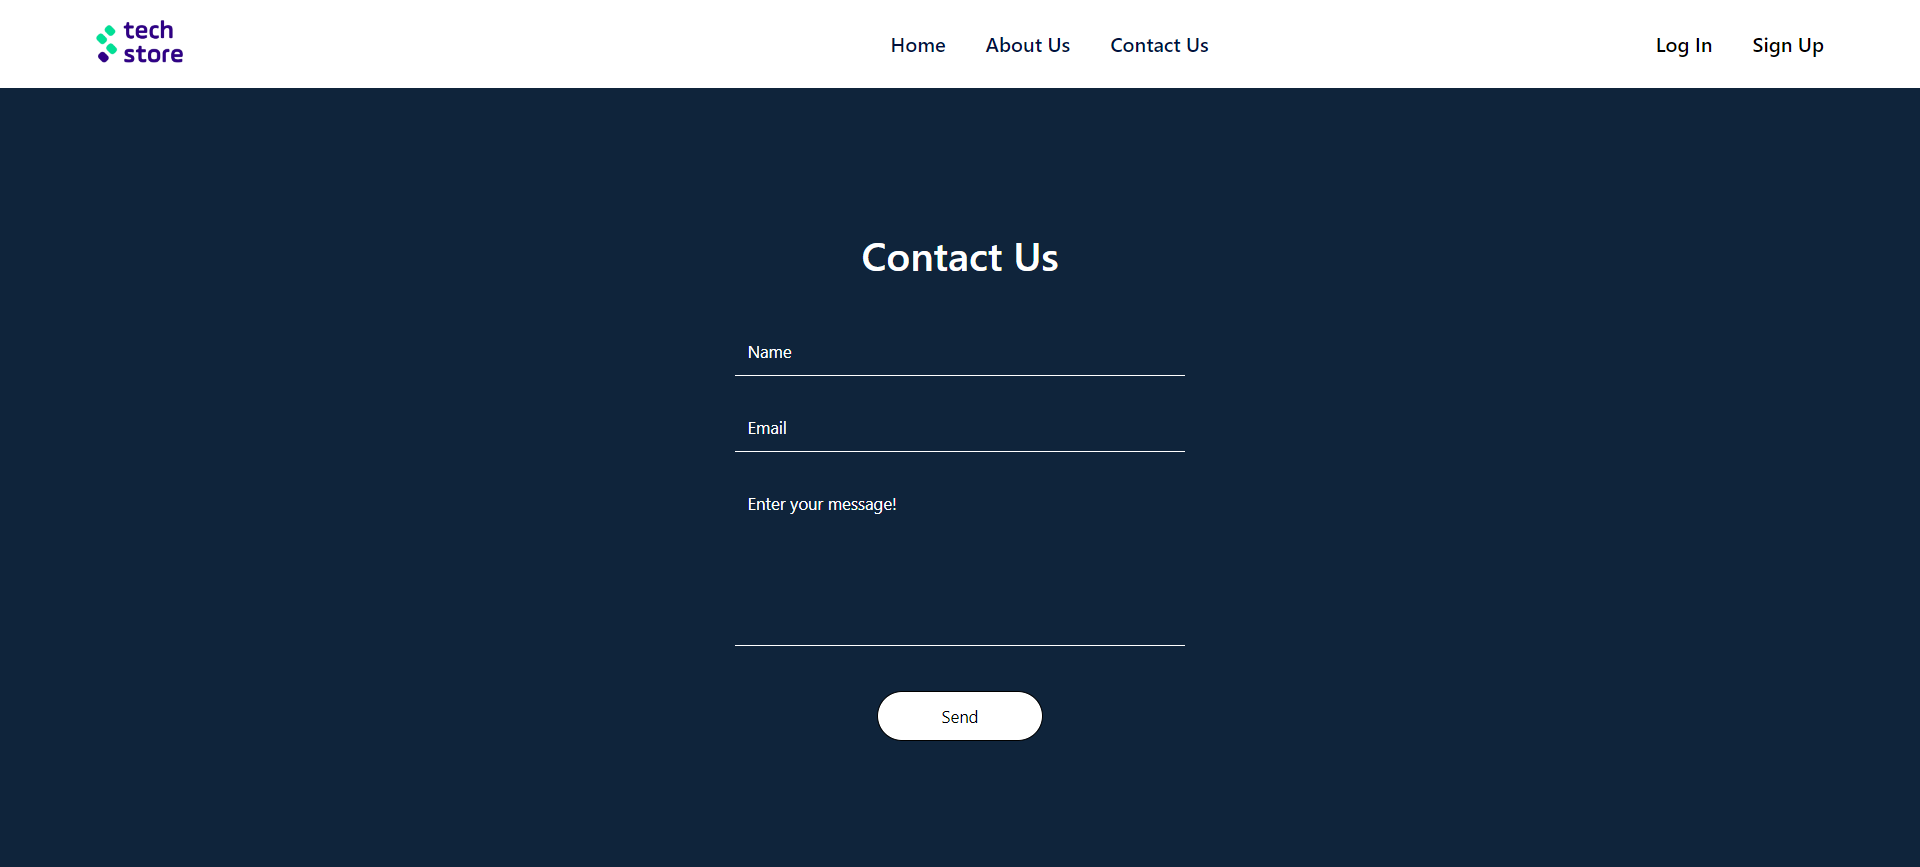 tech
store
Home
About Us
Contact Us
Log In
Sign Up
Contact Us
Name
Email
Enter your message!
Send